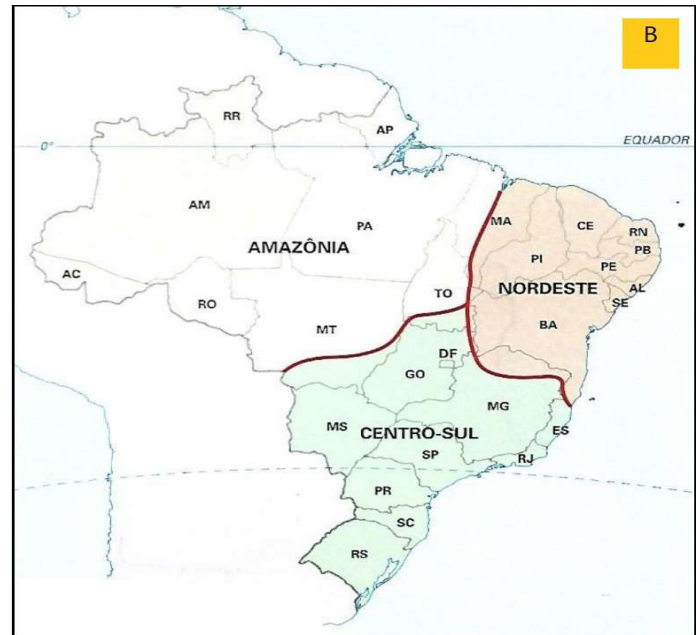 B
RR
AP
0°
EQUADOR
AM
PA
MA
CE
RN
PB
AMAZÔNIA
PI
PE
AC
TO
NORDESTE
AL
RO
SE
MT
BA
DF
GO
MG
MS
CENTRO-SUL
ES
SP
RJ
PR
SC
RS